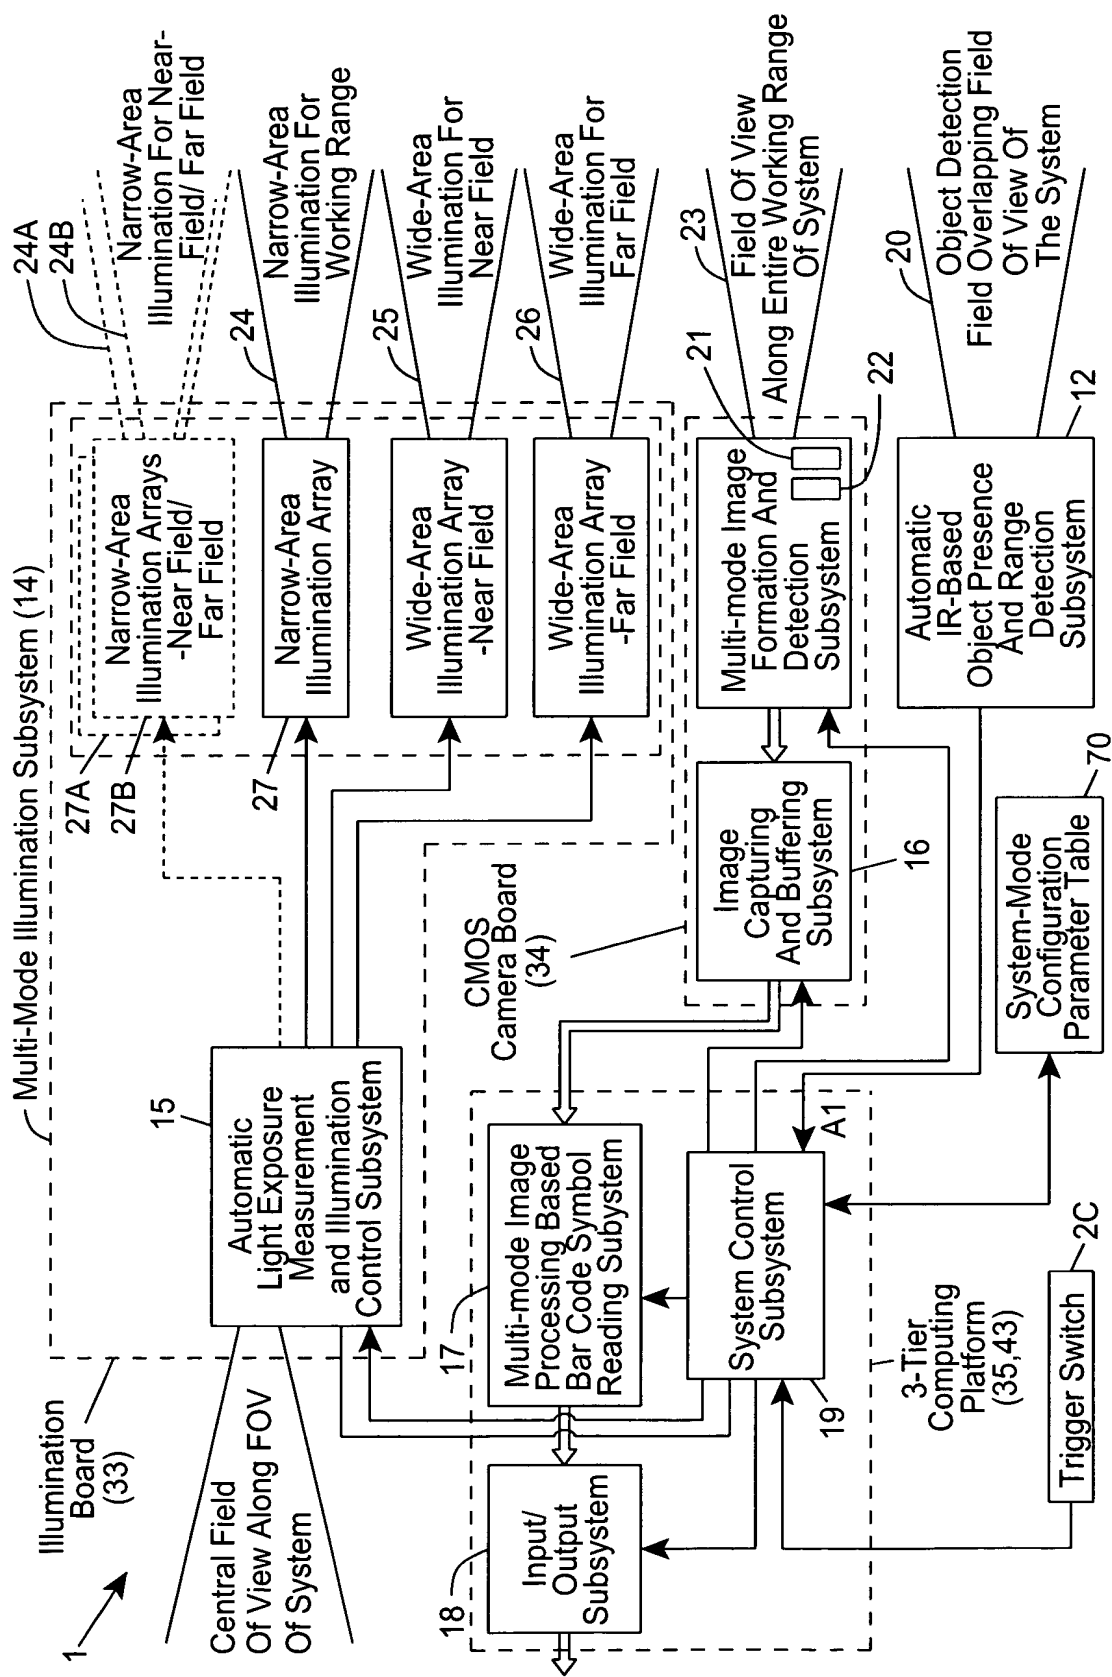 Multi-Mode Illumination Subsystem (14)
Illumination
Board
(33)
1
Central Field
Of View Along FOV
Of System
15
Automatic
Light Exposure
Measurement
and Illumination
Control Subsystem
27A
27B
Narrow-Area
Illumination Arrays
-Near Field/
Far Field
24A
24B
Narrow-Area
Illumination For Near-
Field/ Far Field
27
Narrow-Area
Illumination Array
24
Narrow-Area
Illumination For
Working Range
Wide-Area
Illumination Array
-Near Field
25
Wide-Area
Illumination For
Near Field
Wide-Area
Illumination Array
-Far Field
26
Wide-Area
Illumination For
Far Field
CMOS
Camera Board
(34)
Image
Capturing
And Buffering
Subsystem
16
Multi-mode Image
Formation And
Detection
Subsystem
21
22
23
Field Of View
Along Entire Working Range
Of System
18
Input/
Output
Subsystem
17
Multi-mode Image
Processing Based
Bar Code Symbol
Reading Subystem
System Control
Subsystem
19
A1
3-Tier
Computing
Platform
(35,43)
Automatic
IR-Based
Object Presence
And Range
Detection
Subsystem
12
20
Object Detection
Field Overlapping Field
Of View Of
The System
System-Mode
Configuration
Parameter Table
70
Trigger Switch
2C